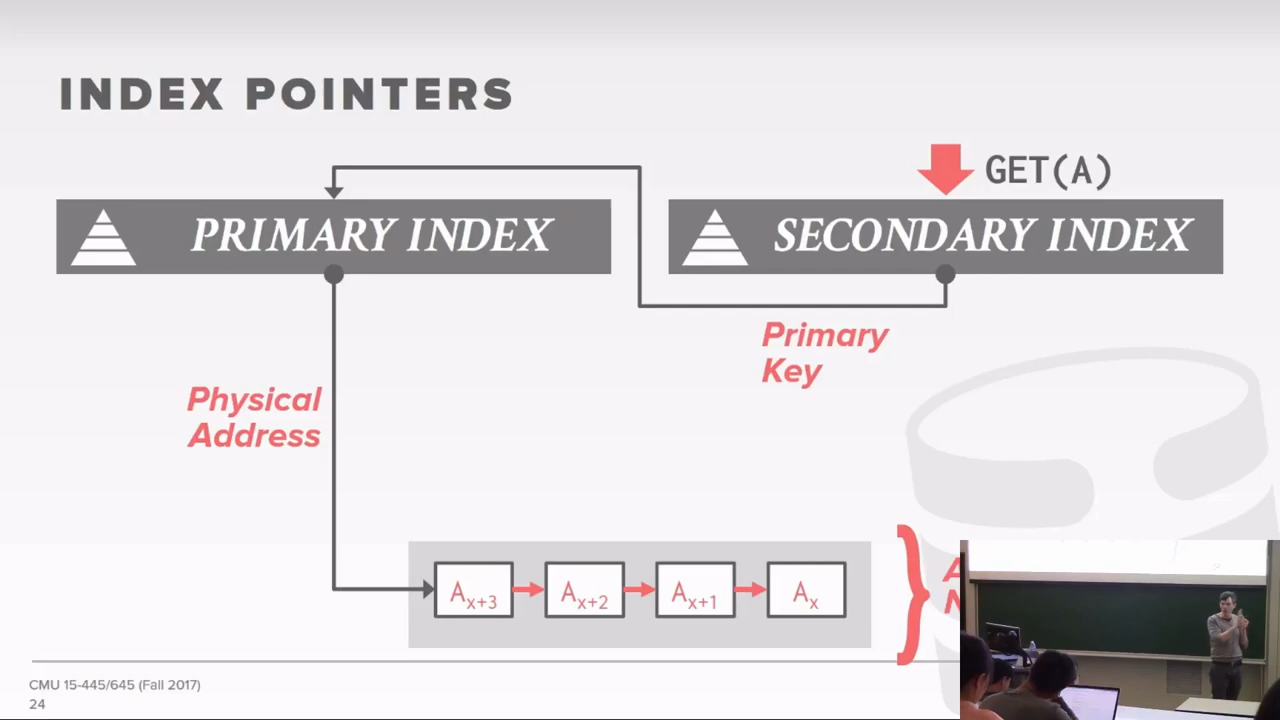 INDEX POINTERS
GET(A)
PRIMARY INDEX
SECONDARY INDEX
Primary
Key
Physical
Address
Ax+3
Ax+2
Ax+1
Ax
CMU 15-445/645 (Fall 2017)
24